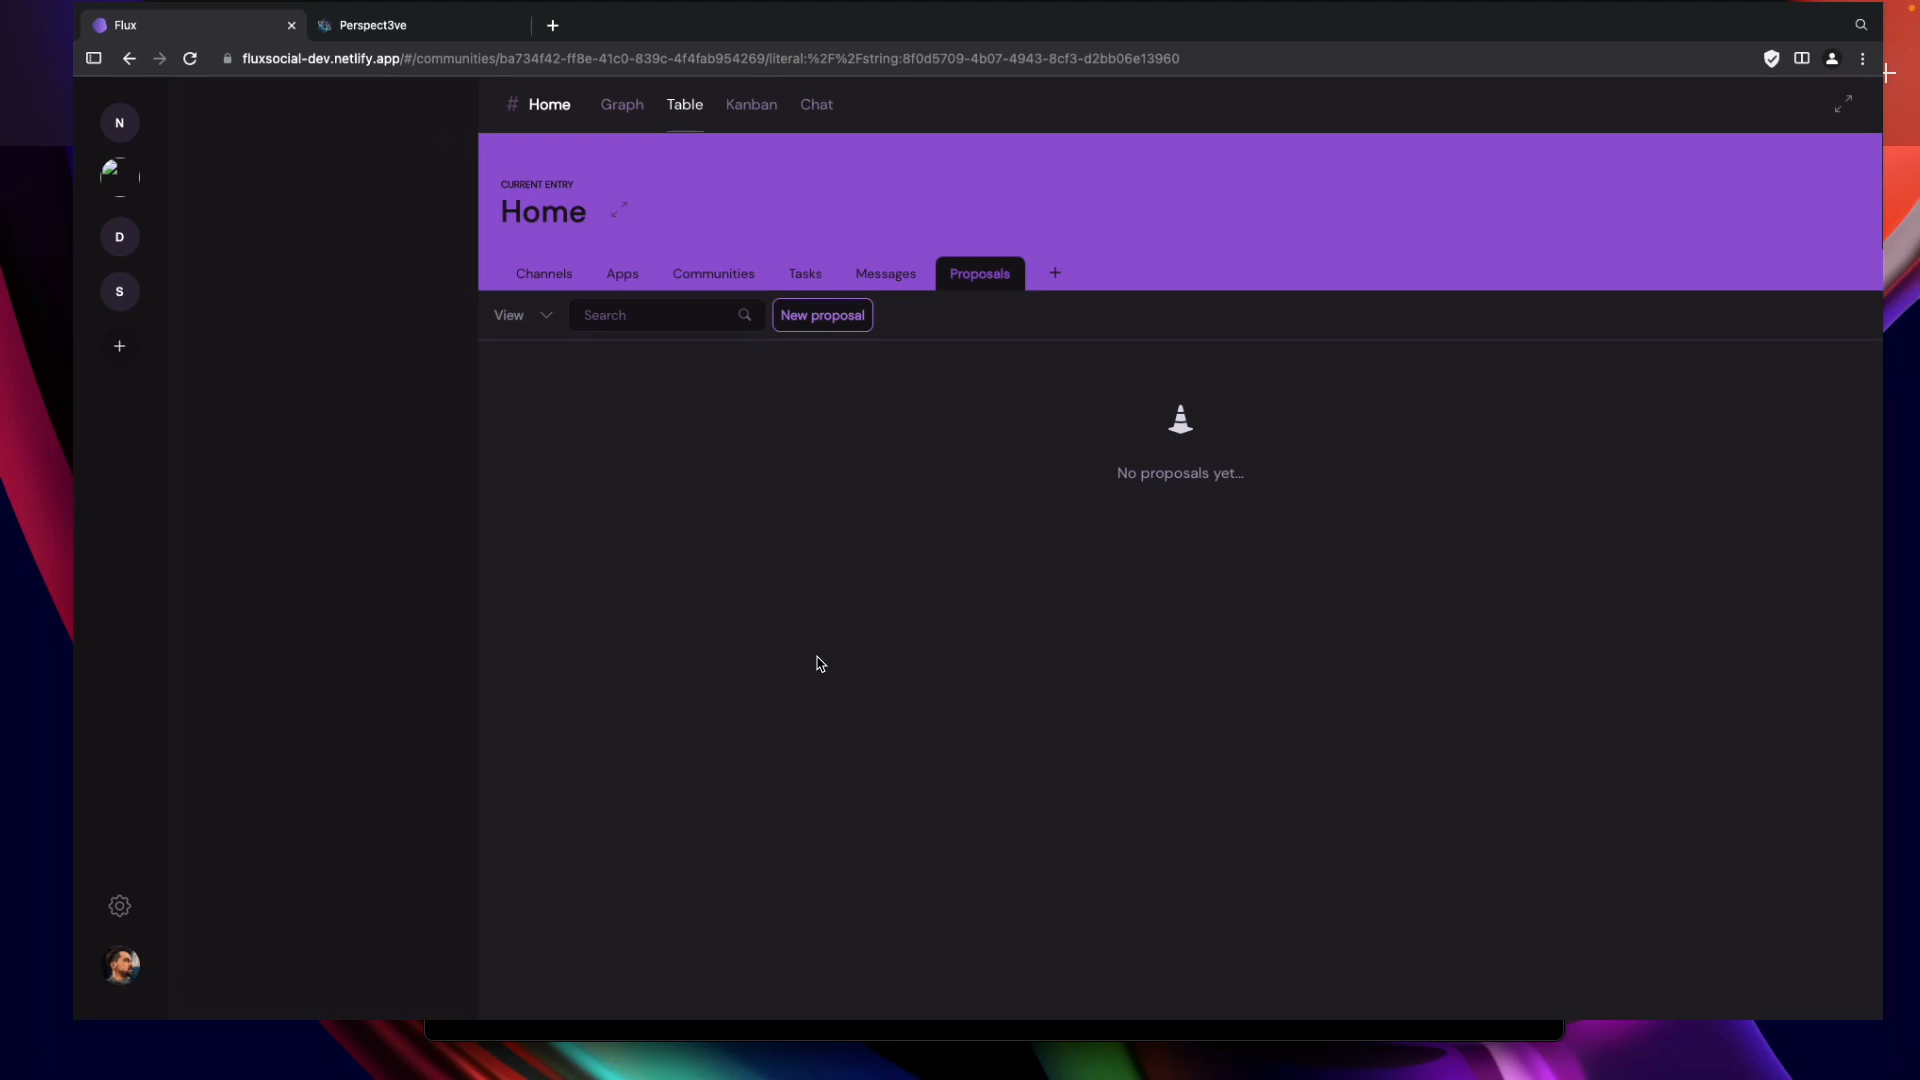 Flux
Perspect3ve
fluxsocial-dev.netlify.app/#/communities/ba734f42-ff8e-41c0-839c-4f4fab954269/literal:%2F%2Fstring:8f0d5709-4b07-4943-8cf3-d2bb06e13960
N
# Home Graph Table Kanban Chat
CURRENT ENTRY
Home
D
Channels Apps Communities Tasks Messages Proposals +
S
View Search New proposal
+
No proposals yet...